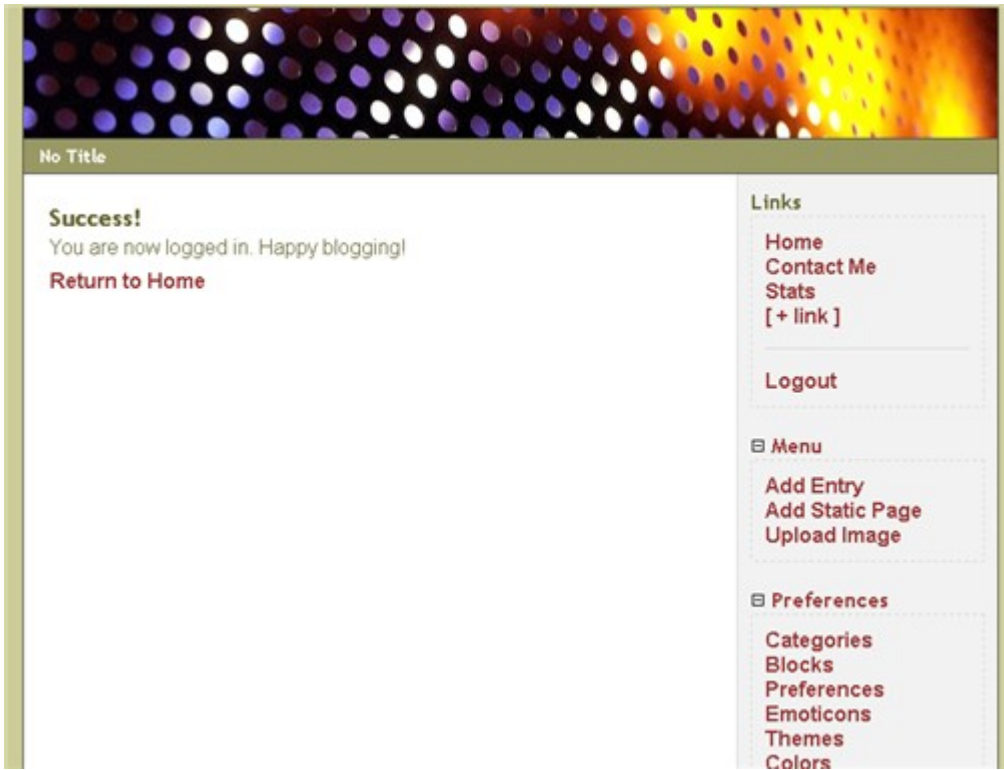 No Title
Success!
You are now logged in. Happy blogging!
Return to Home
Links
Home
Contact Me
Stats
[ + link ]
Logout
Menu
Add Entry
Add Static Page
Upload Image
Preferences
Categories
Blocks
Preferences
Emoticons
Themes
Colors